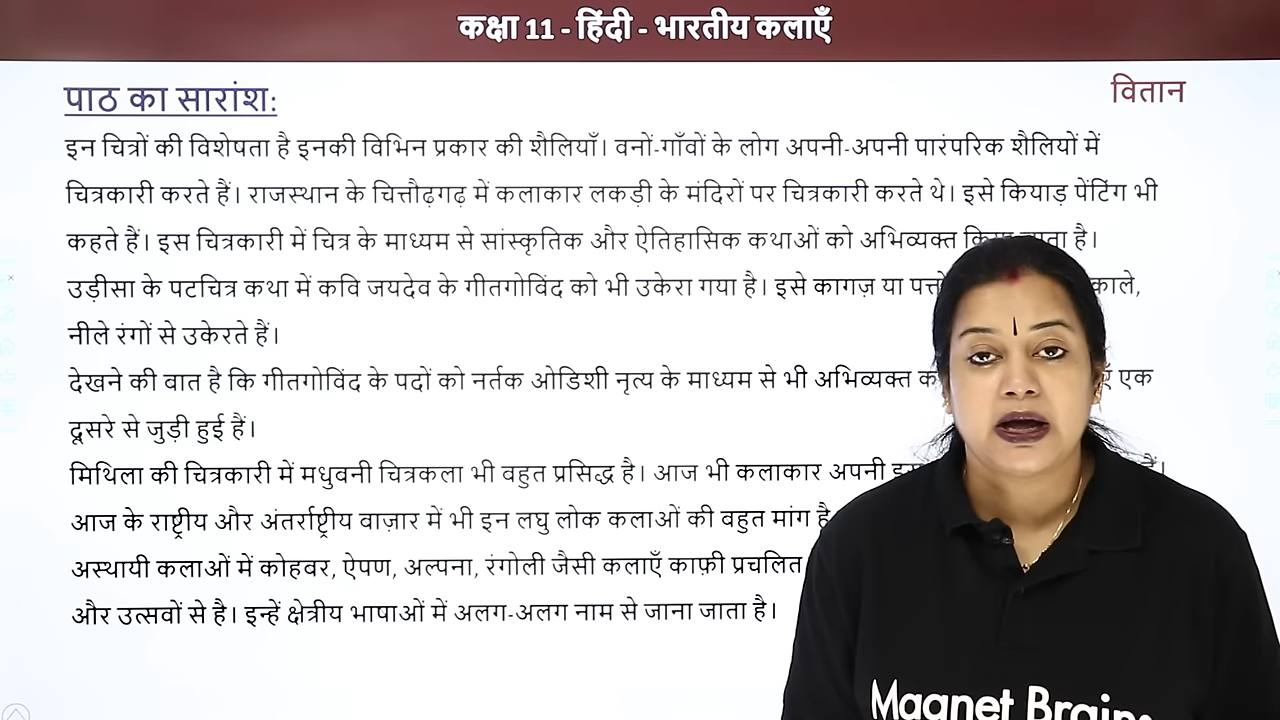 कक्षा 11 - हिंदी - भारतीय कलाएँ
पाठ का सारांश:
वितान
इन चित्रों की विशेषता है इनकी विभिन प्रकार की शैलियाँ। वनों-गाँवों के लोग अपनी-अपनी पारंपरिक शैलियों में
चित्रकारी करते हैं। राजस्थान के चित्तौढ़गढ़ में कलाकार लकड़ी के मंदिरों पर चित्रकारी करते थे। इसे कियाड़ पेंटिंग भी
कहते हैं। इस चित्रकारी में चित्र के माध्यम से सांस्कृतिक और ऐतिहासिक कथाओं को अभिव्यक्त किया जाता है।
उड़ीसा के पटचित्र कथा में कवि जयदेव के गीतगोविंद को भी उकेरा गया है। इसे कागज़ या काले,
नीले रंगों से उकेरते हैं।
देखने की बात है कि गीतगोविंद के पदों को नर्तक ओडिशी नृत्य के माध्यम से भी अभिव्यक्त एक
दूसरे से जुड़ी हुई हैं।
मिथिला की चित्रकारी में मधुवनी चित्रकला भी वहुत प्रसिद्ध है। आज भी कलाकार अपनी
आज के राष्ट्रीय और अंतर्राष्ट्रीय वाज़ार में भी इन लघु लोक कलाओं की बहुत मांग है
अस्थायी कलाओं में कोहवर, ऐपण, अल्पना, रंगोली जैसी कलाएँ काफ़ी प्रचलित
और उत्सवों से है। इन्हें क्षेत्रीय भाषाओं में अलग-अलग नाम से जाना जाता है।
Magnet Brains